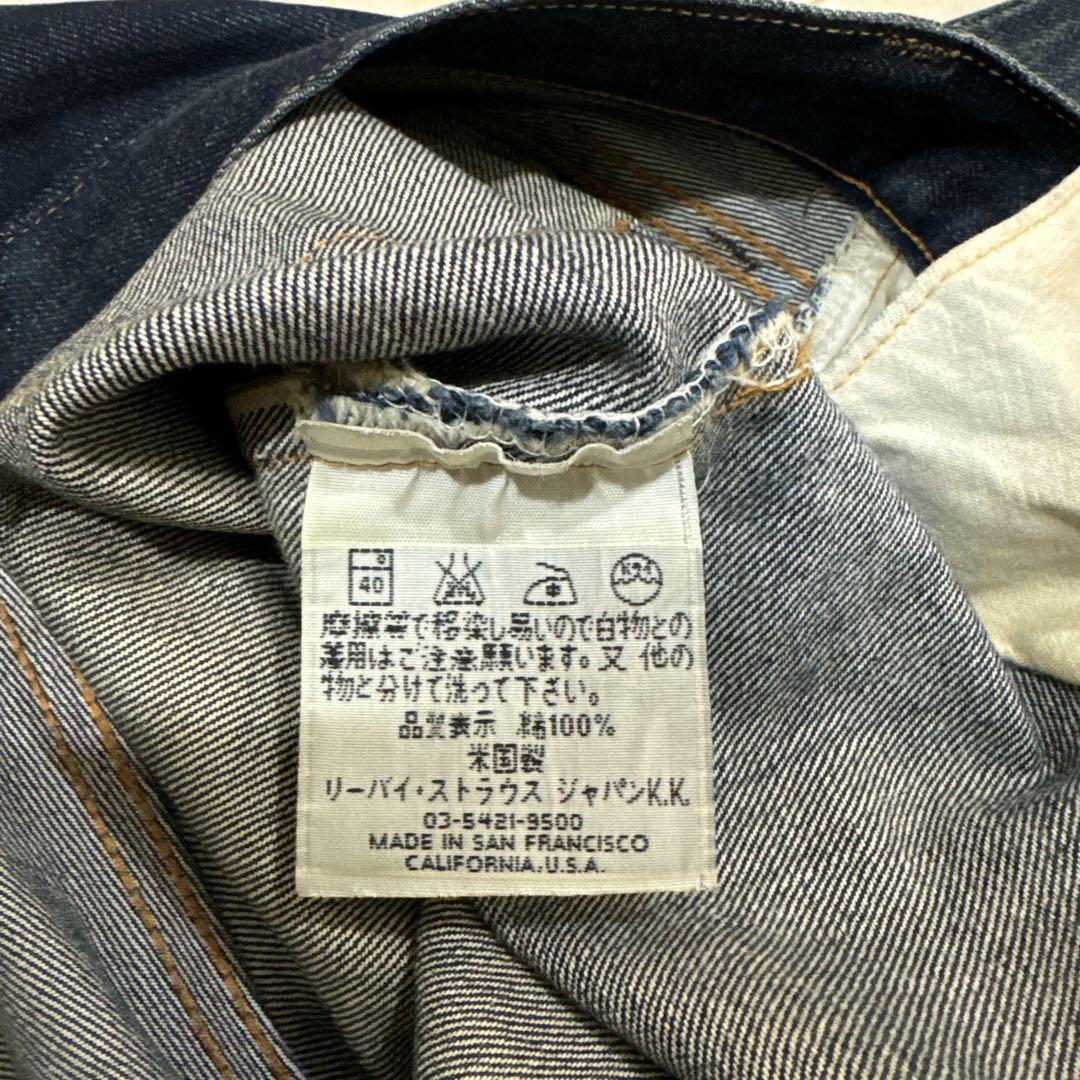 40
摩擦等で移染し易いので白物との
着用はご注意願います。又 他の
物と分けて洗って下さい。
品質表示 綿100%
米国製
リーバイ・ストラウス ジャパンK.K.
03-5421-9500
MADE IN SAN FRANCISCO
CALIFORNIA.U.S.A.